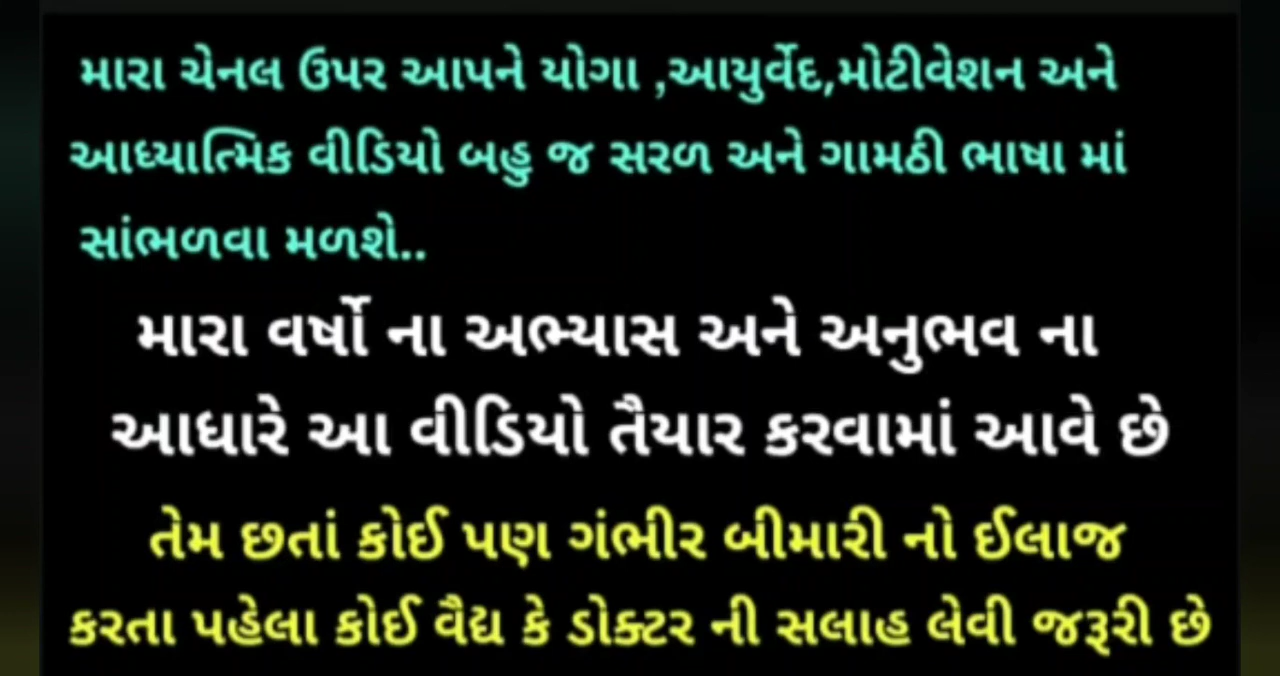 મારા ચેનલ ઉપર આપને યોગા ,આયુર્વેદ,મોટીવેશન અને
આધ્યાત્મિક વીડિયો બહુ જ સરળ અને ગામઠી ભાષા માં
સાંભળવા મળશે..
મારા વર્ષો ના અભ્યાસ અને અનુભવ ના
આધારે આ વીડિયો તૈયાર કરવામાં આવે છે
તેમ છતાં કોઈ પણ ગંભીર બીમારી નો ઈલાજ
કરતા પહેલા કોઈ વૈદ્ય કે ડોક્ટર ની સલાહ લેવી જરૂરી છે